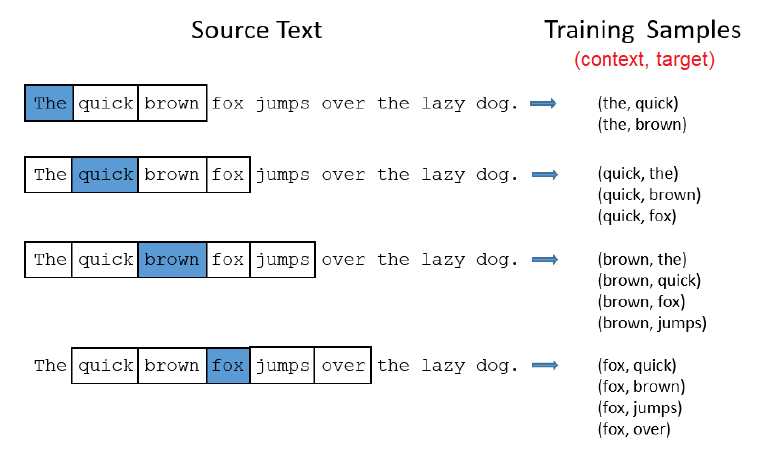 Source Text
Training Samples
(context, target)
The quick brown fox jumps over the lazy dog.
(the, quick)
(the, brown)
The quick brown fox jumps over the lazy dog.
(quick, the)
(quick, brown)
(quick, fox)
The quick brown fox jumps over the lazy dog.
(brown, the)
(brown, quick)
(brown, fox)
(brown, jumps)
The quick brown fox jumps over the lazy dog.
(fox, quick)
(fox, brown)
(fox, jumps)
(fox, over)